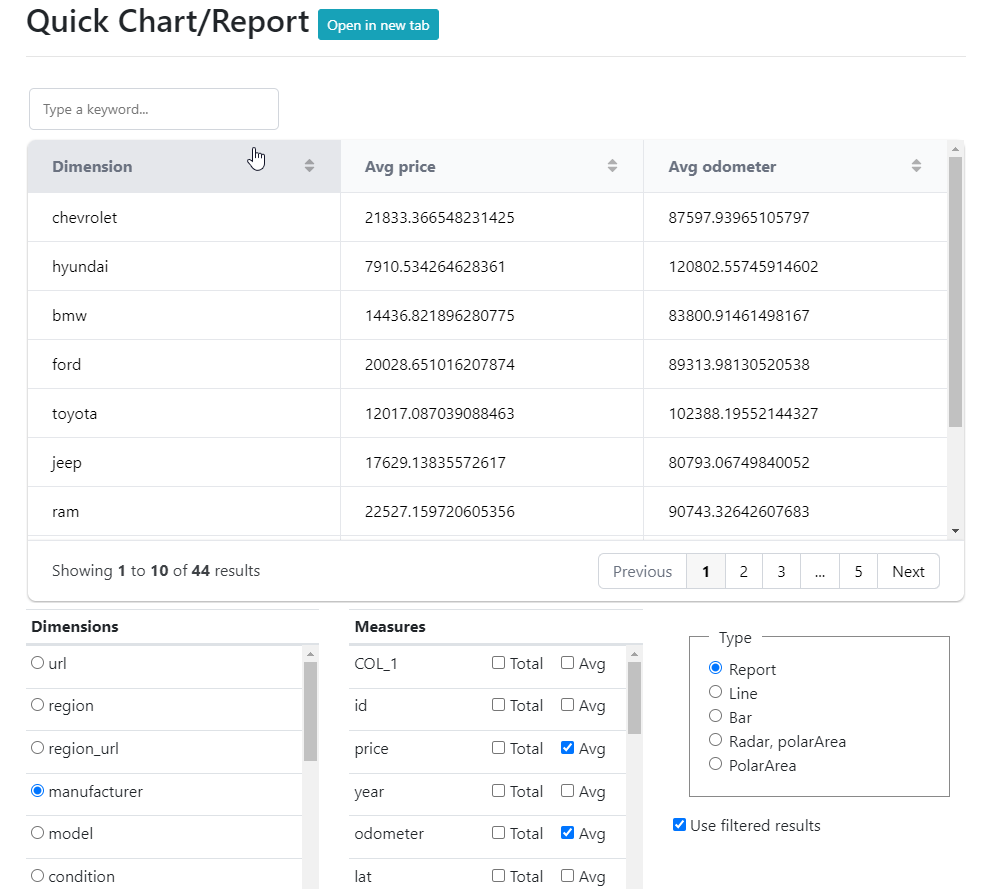 Quick Chart/Report Open in new tab
Type a keyword...
Dimension Avg price Avg odometer
chevrolet 21833.366548231425 87597.93965105797
hyundai 7910.534264628361 120802.55745914602
bmw 14436.821896280775 83800.91461498167
ford 20028.651016207874 89313.98130520538
toyota 12017.087039088463 102388.19552144327
jeep 17629.13835572617 80793.06749840052
ram 22527.159720605356 90743.32642607683
Showing 1 to 10 of 44 results Previous 1 2 3 ... 5 Next
Dimensions
url
region
region_url
manufacturer
model
condition
Measures
COL_1 Total Avg
id Total Avg
price Total Avg
year Total Avg
odometer Total Avg
lat Total Avg
Type
Report
Line
Bar
Radar, polarArea
PolarArea
Use filtered results